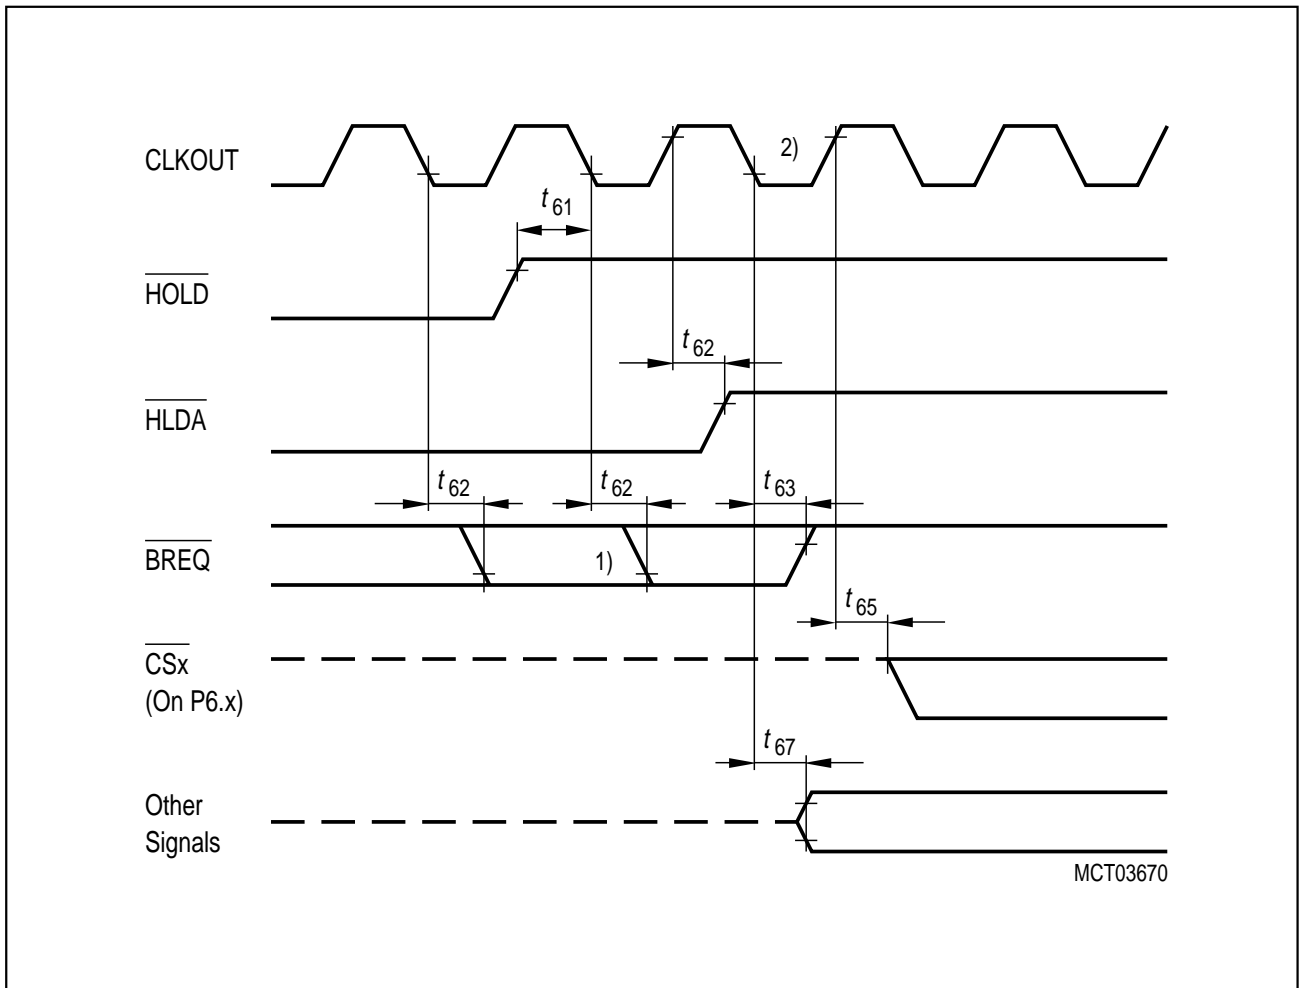 CLKOUT
2)
t61
HOLD
t62
HLDA
t62
t62
t63
BREQ
1)
t65
CSx
(On P6.x)
t67
Other
Signals
MCT03670